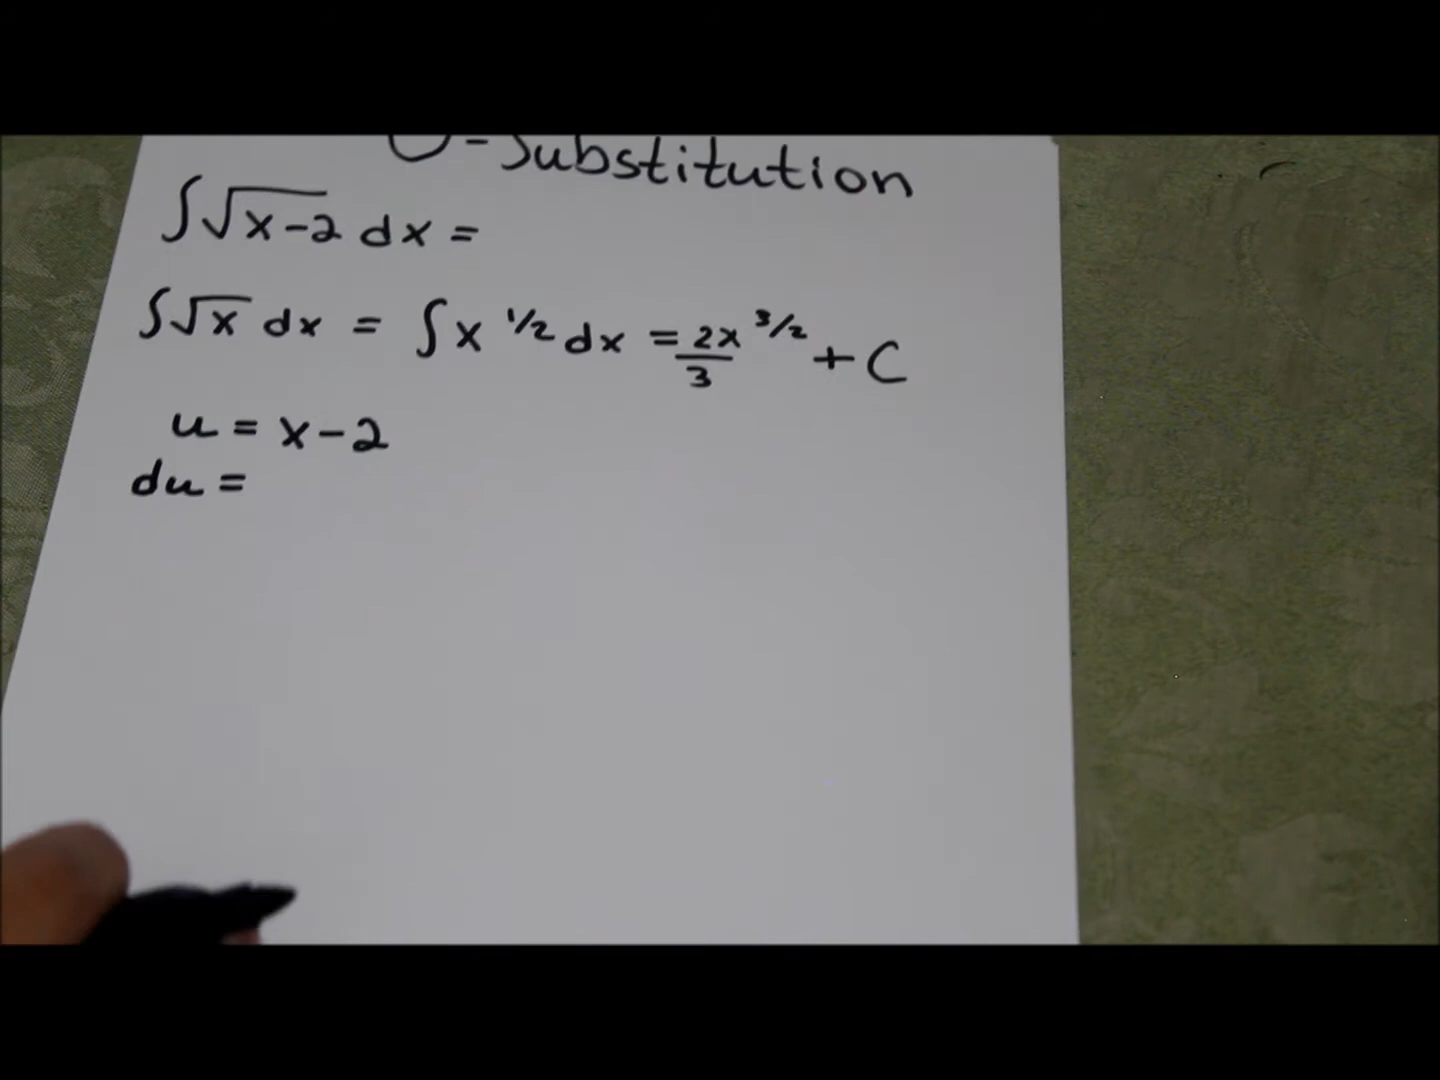 U-Substitution
∫√(x-2) dx =
∫√x dx = ∫x^(1/2) dx = 2x^(3/2)/3 + C
u = x-2
du =